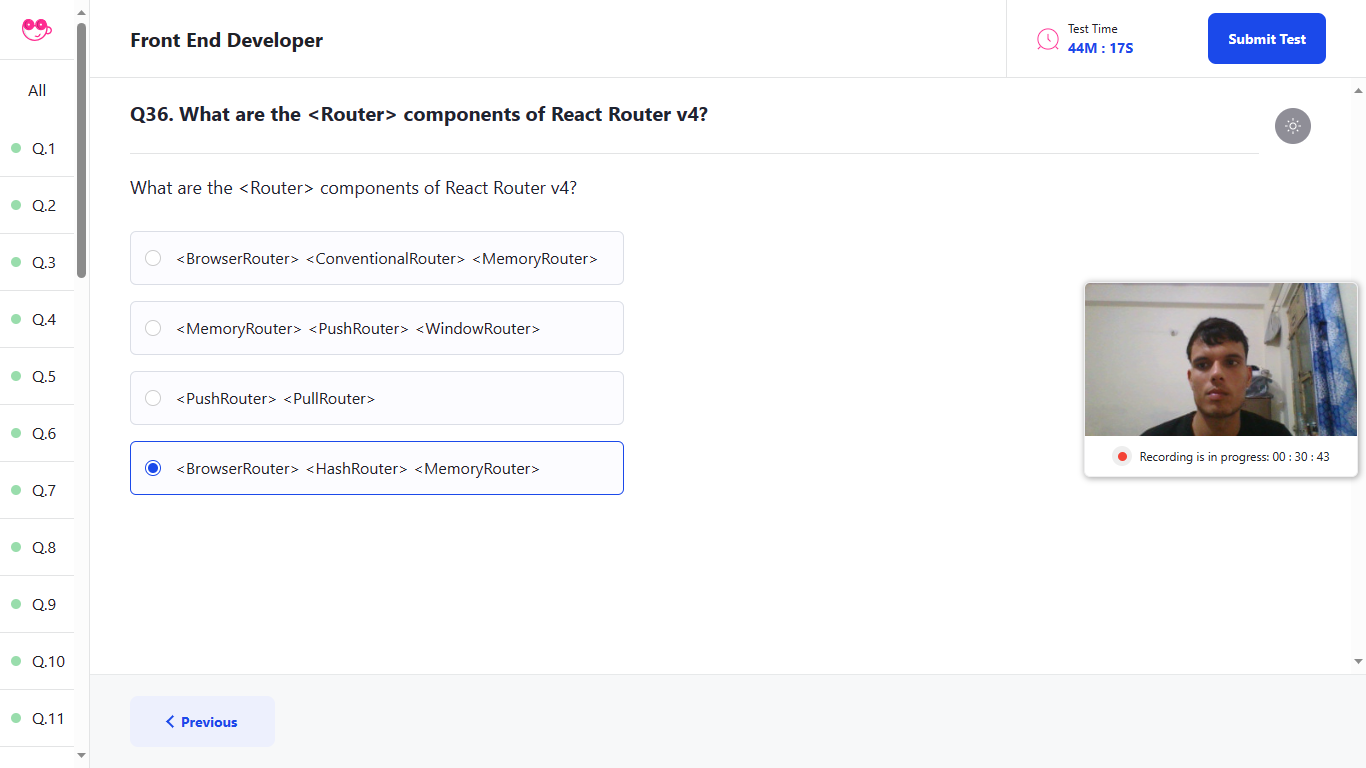 Front End Developer
Test Time
44M : 17S
Submit Test
All
Q.1
Q.2
Q.3
Q.4
Q.5
Q.6
Q.7
Q.8
Q.9
Q.10
Q.11
Q36. What are the <Router> components of React Router v4?
What are the <Router> components of React Router v4?
<BrowserRouter> <ConventionalRouter> <MemoryRouter>
<MemoryRouter> <PushRouter> <WindowRouter>
<PushRouter> <PullRouter>
<BrowserRouter> <HashRouter> <MemoryRouter>
Recording is in progress: 00 : 30 : 43
Previous